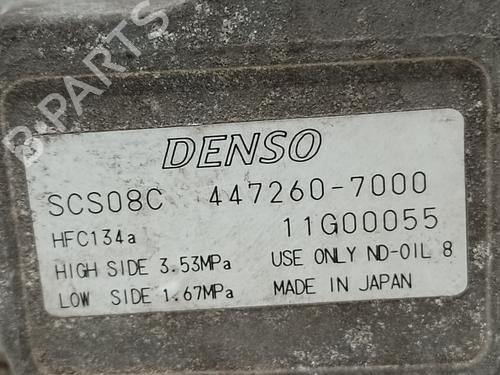 B-PARTS
DENSO
SCS08C 447260-7000
HFC134a 11G00055
HIGH SIDE 3.53MPa USE ONLY ND-OIL 8
LOW SIDE 1.67MPa MADE IN JAPAN